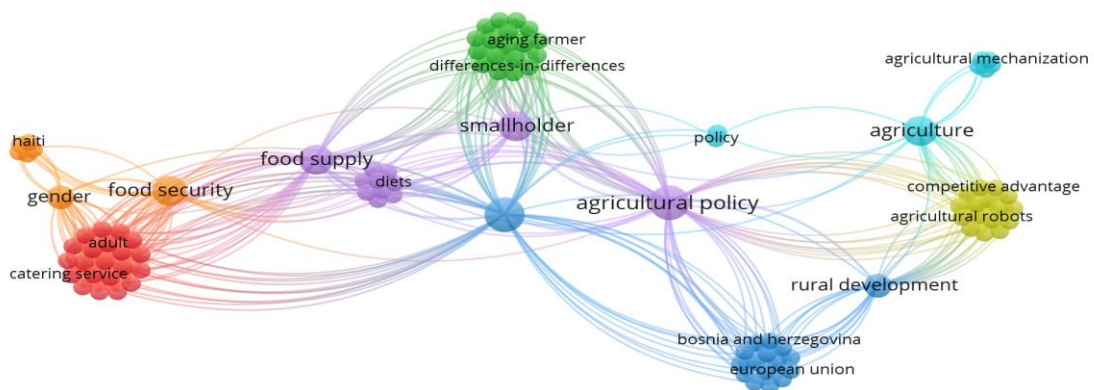 aging farmer
differences-in-differences
agricultural mechanization
smallholder
policy
agriculture
haiti
food supply
diets
gender
food security
agricultural policy
competitive advantage
agricultural robots
adult
catering service
rural development
bosnia and herzegovina
european union